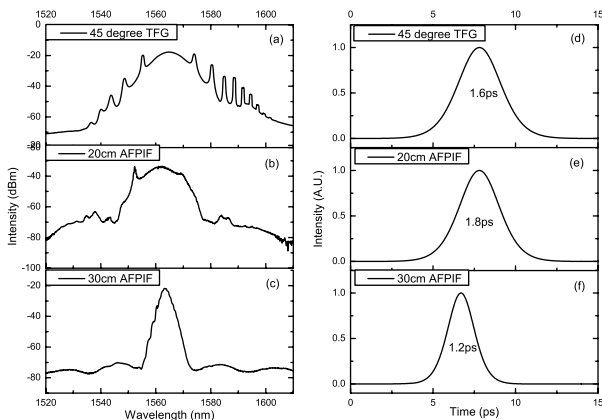 1520 1540 1560 1580 1600
0 5 10 15
0
-20
-40
-60
-80
45 degree TFG
(a)
1.0
0.5
0.0
45 degree TFG
(d)
1.6ps
-40
-60
-80
-100
20cm AFPIF
(b)
1.0
0.5
0.0
20cm AFPIF
(e)
1.8ps
-20
-40
-60
-80
30cm AFPIF
(c)
1.0
0.5
0.0
30cm AFPIF
(f)
1.2ps
Intensity (dBm)
Intensity (A.U.)
1520 1540 1560 1580 1600
Wavelength (nm)
0 5 10 15
Time (ps)